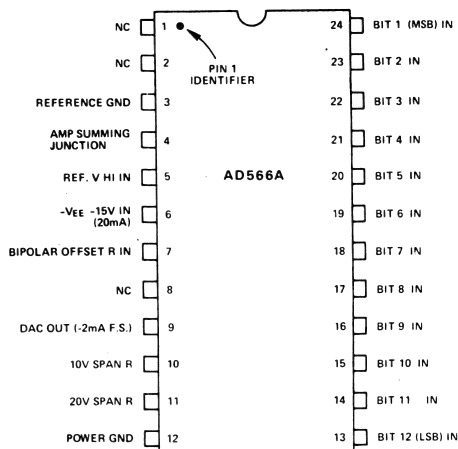 NC 1 24 BIT 1 (MSB) IN
PIN 1
IDENTIFIER
NC 2 23 BIT 2 IN
REFERENCE GND 3 22 BIT 3 IN
AMP SUMMING
JUNCTION 4 21 BIT 4 IN
REF. V HI IN 5 AD566A 20 BIT 5 IN
-VEE -15V IN
(20mA) 6 19 BIT 6 IN
BIPOLAR OFFSET R IN 7 18 BIT 7 IN
NC 8 17 BIT 8 IN
DAC OUT (-2mA F.S.) 9 16 BIT 9 IN
10V SPAN R 10 15 BIT 10 IN
20V SPAN R 11 14 BIT 11 IN
POWER GND 12 13 BIT 12 (LSB) IN